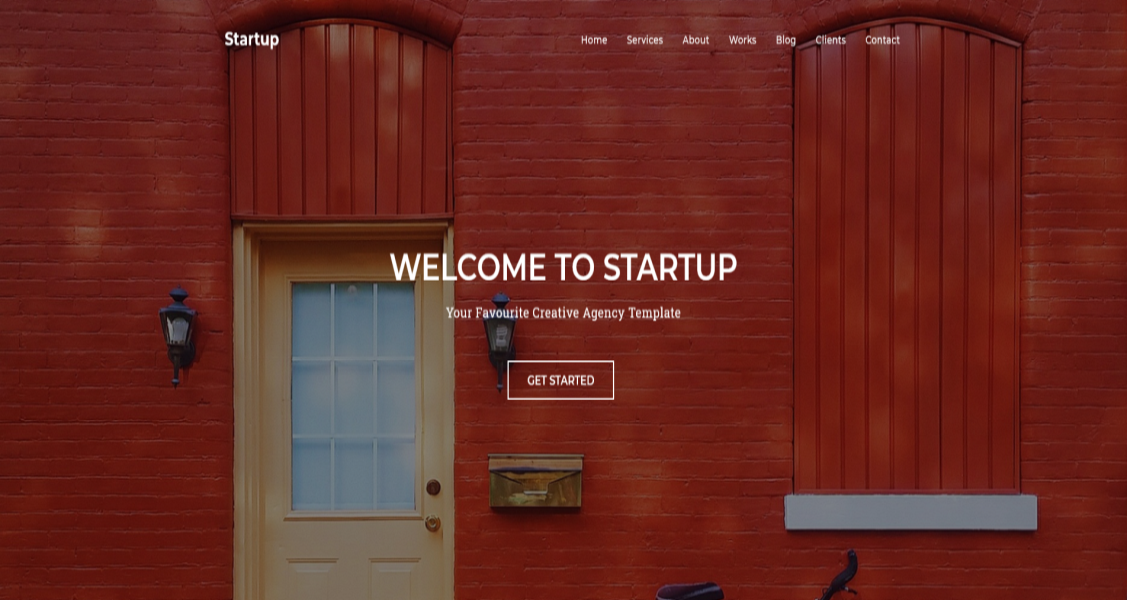 Startup
Home Services About Works Blog Clients Contact
WELCOME TO STARTUP
Your Favourite Creative Agency Template
GET STARTED